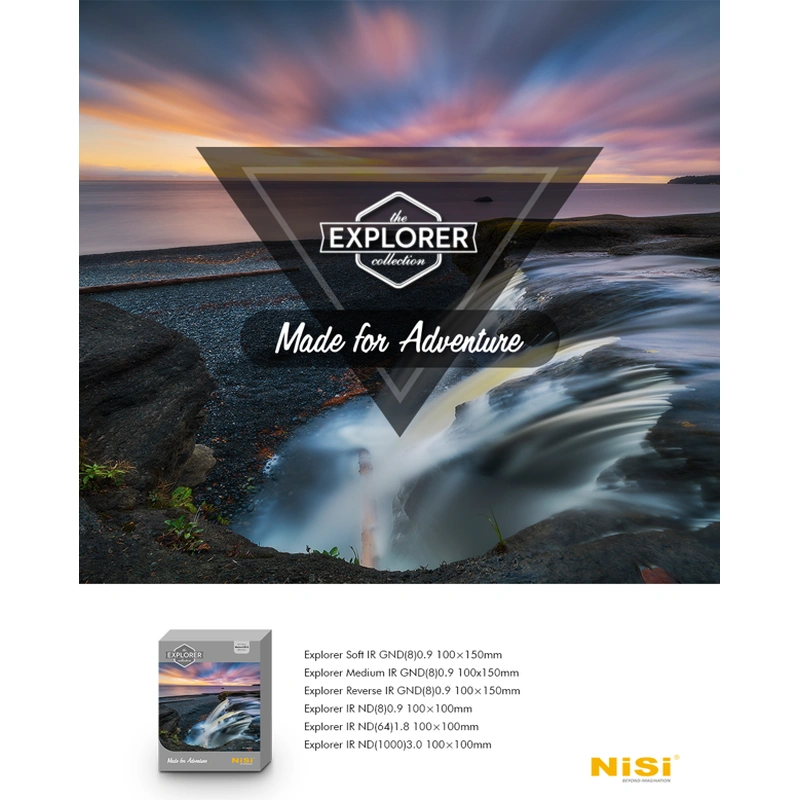 the
EXPLORER
collection
Made for Adventure
the
EXPLORER
collection
Made for Adventure
NiSi
Explorer Soft IR GND(8)0.9 100×150mm
Explorer Medium IR GND(8)0.9 100x150mm
Explorer Reverse IR GND(8)0.9 100×150mm
Explorer IR ND(8)0.9 100×100mm
Explorer IR ND(64)1.8 100×100mm
Explorer IR ND(1000)3.0 100×100mm
NiSi®
BEYOND IMAGINATION